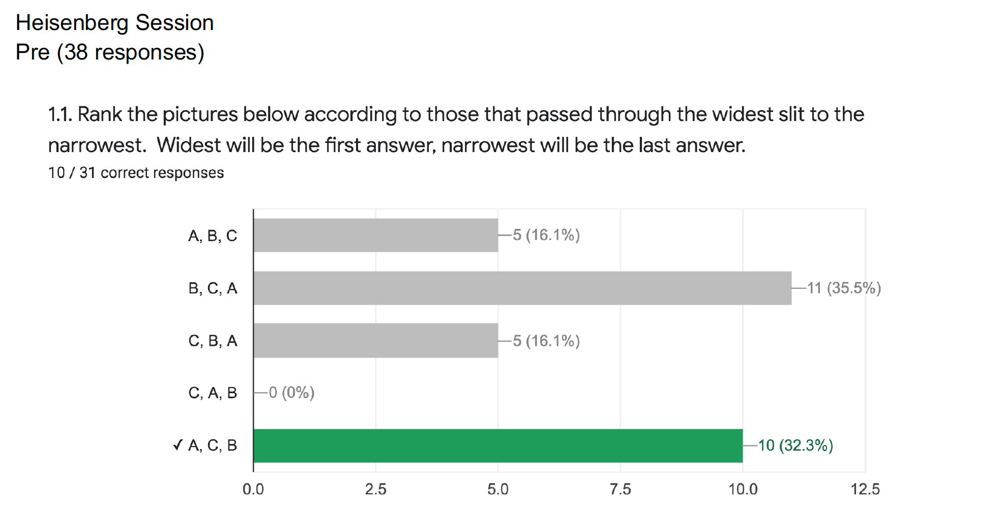 Heisenberg Session
Pre (38 responses)
1.1. Rank the pictures below according to those that passed through the widest slit to the
narrowest.  Widest will be the first answer, narrowest will be the last answer.
10 / 31 correct responses
A, B, C
5 (16.1%)
B, C, A
11 (35.5%)
C, B, A
5 (16.1%)
C, A, B
0 (0%)
✓ A, C, B
10 (32.3%)
0.0 2.5 5.0 7.5 10.0 12.5